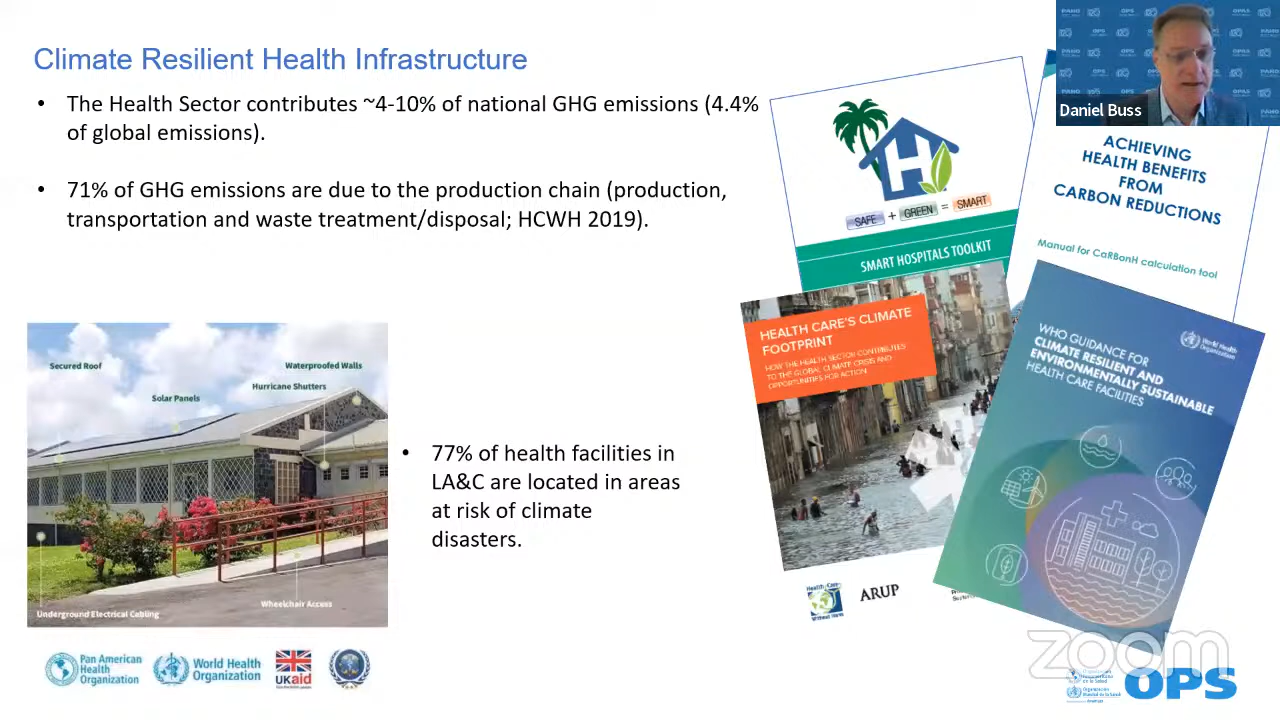 Climate Resilient Health Infrastructure
• The Health Sector contributes ~4-10% of national GHG emissions (4.4%
of global emissions).
• 71% of GHG emissions are due to the production chain (production,
transportation and waste treatment/disposal; HCWH 2019).
Secured Roof
Waterproofed Walls
Hurricane Shutters
Solar Panels
Underground Electrical Cabling
Wheelchair Access
• 77% of health facilities in
LA&C are located in areas
at risk of climate
disasters.
Pan American
Health
Organization
World Health
Organization
UKaid
H
SAFE + GREEN = SMART
SMART HOSPITALS TOOLKIT
PAHO
OPS
Daniel Buss
ACHIEVING
HEALTH BENEFITS
FROM
CARBON REDUCTIONS
Manual for CaRBonH calculation tool
HEALTH CARE'S CLIMATE
FOOTPRINT
HOW THE HEALTH SECTOR CONTRIBUTES
TO THE GLOBAL CLIMATE CRISIS AND
OPPORTUNITIES FOR ACTION
Health Care
Without Harm
ARUP
World Health
Organization
WHO GUIDANCE FOR
CLIMATE RESILIENT AND
ENVIRONMENTALLY SUSTAINABLE
HEALTH CARE FACILITIES
zoom
OPS